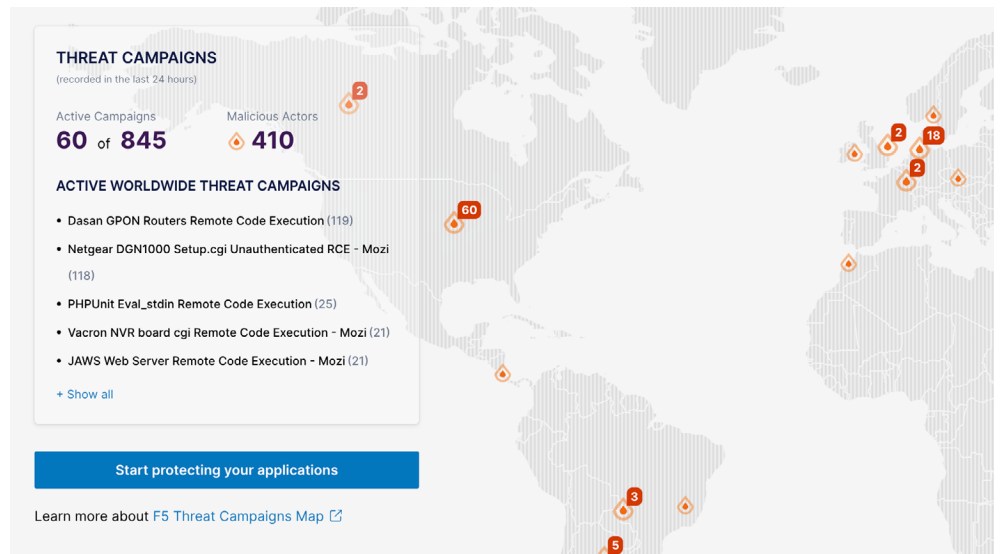 THREAT CAMPAIGNS
(recorded in the last 24 hours)
Active Campaigns
60 of 845
Malicious Actors
410
ACTIVE WORLDWIDE THREAT CAMPAIGNS
• Dasan GPON Routers Remote Code Execution (119)
• Netgear DGN1000 Setup.cgi Unauthenticated RCE - Mozi
(118)
• PHPUnit Eval_stdin Remote Code Execution (25)
• Vacron NVR board cgi Remote Code Execution - Mozi (21)
• JAWS Web Server Remote Code Execution - Mozi (21)
+ Show all
Start protecting your applications
Learn more about F5 Threat Campaigns Map
2
60
2
18
2
3
5